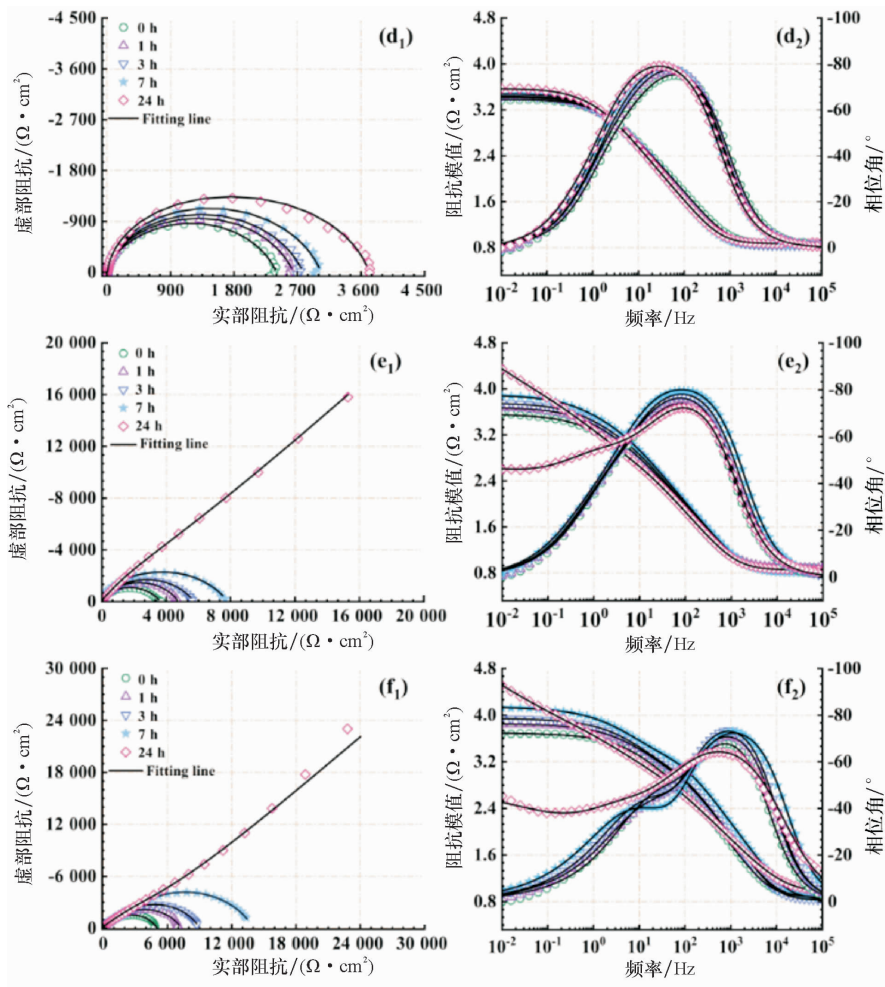 -4 500
-3 600
-2 700
-1 800
-900
0
虚部阻抗/(Ω·cm²)
0 h
1 h
3 h
7 h
24 h
Fitting line
(d₁)
0 900 1 800 2 700 3 600 4 500
实部阻抗/(Ω·cm²)
4.8
4.0
3.2
2.4
1.6
0.8
阻抗模值/(Ω·cm²)
(d₂)
-100
-80
-60
-40
-20
0
相位角/°
10⁻² 10⁻¹ 10⁰ 10¹ 10² 10³ 10⁴ 10⁵
频率/Hz
20 000
16 000
12 000
-8 000
-4 000
0
虚部阻抗/(Ω·cm²)
0 h
1 h
3 h
7 h
24 h
Fitting line
(e₁)
0 4 000 8 000 12 000 16 000 20 000
实部阻抗/(Ω·cm²)
4.8
4.0
3.2
2.4
1.6
0.8
阻抗模值/(Ω·cm²)
(e₂)
-100
-80
-60
-40
-20
0
相位角/°
10⁻² 10⁻¹ 10⁰ 10¹ 10² 10³ 10⁴ 10⁵
频率/Hz
30 000
24 000
18 000
12 000
-6 000
0
虚部阻抗/(Ω·cm²)
0 h
1 h
3 h
7 h
24 h
Fitting line
(f₁)
0 6 000 12 000 18 000 24 000 30 000
实部阻抗/(Ω·cm²)
4.8
4.0
3.2
2.4
1.6
0.8
阻抗模值/(Ω·cm²)
(f₂)
-100
-80
-60
-40
-20
0
相位角/°
10⁻² 10⁻¹ 10⁰ 10¹ 10² 10³ 10⁴ 10⁵
频率/Hz